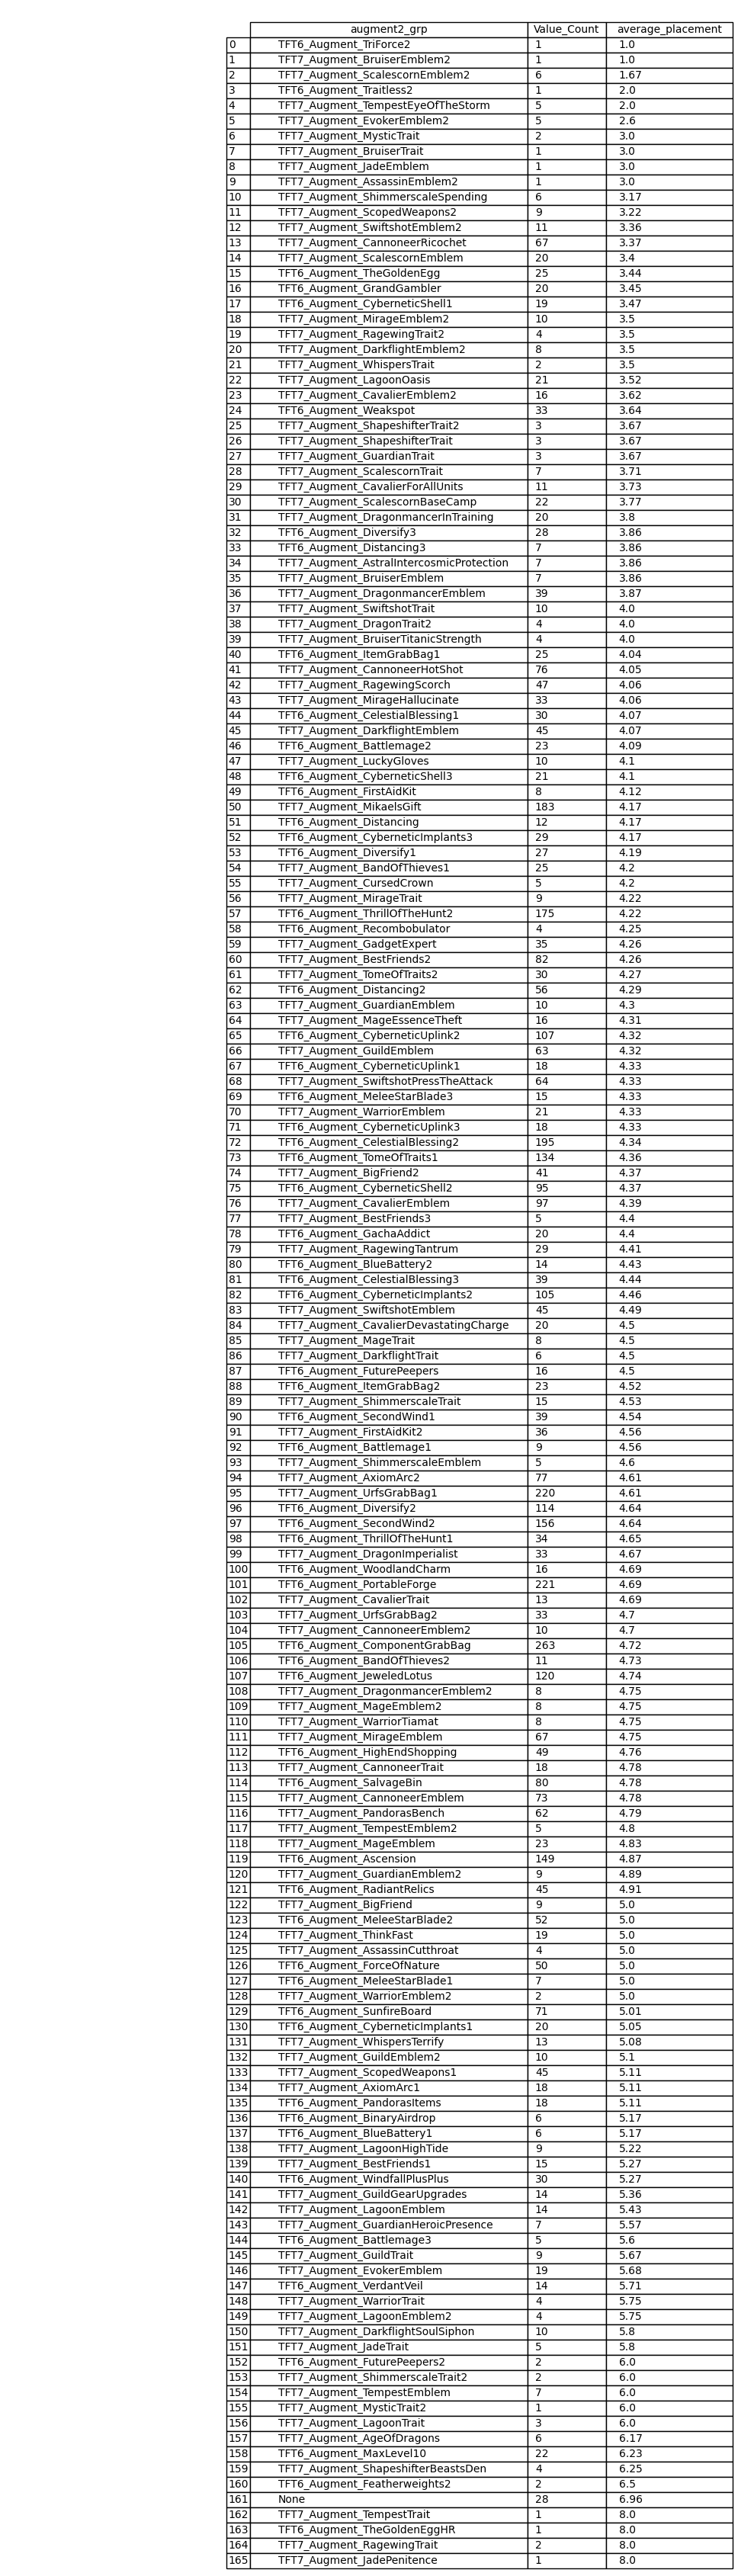 augment2_grp Value_Count average_placement
0 TFT6_Augment_TriForce2 1 1.0
1 TFT7_Augment_BruiserEmblem2 1 1.0
2 TFT7_Augment_ScalescornEmblem2 6 1.67
3 TFT6_Augment_Traitless2 1 2.0
4 TFT7_Augment_TempestEyeOfTheStorm 5 2.0
5 TFT7_Augment_EvokerEmblem2 5 2.6
6 TFT7_Augment_MysticTrait 2 3.0
7 TFT7_Augment_BruiserTrait 1 3.0
8 TFT7_Augment_JadeEmblem 1 3.0
9 TFT7_Augment_AssassinEmblem2 1 3.0
10 TFT7_Augment_ShimmerscaleSpending 6 3.17
11 TFT7_Augment_ScopedWeapons2 9 3.22
12 TFT7_Augment_SwiftshotEmblem2 11 3.36
13 TFT7_Augment_CannoneerRicochet 67 3.37
14 TFT7_Augment_ScalescornEmblem 20 3.4
15 TFT6_Augment_TheGoldenEgg 25 3.44
16 TFT6_Augment_GrandGambler 20 3.45
17 TFT6_Augment_CyberneticShell1 19 3.47
18 TFT7_Augment_MirageEmblem2 10 3.5
19 TFT7_Augment_RagewingTrait2 4 3.5
20 TFT7_Augment_DarkflightEmblem2 8 3.5
21 TFT7_Augment_WhispersTrait 2 3.5
22 TFT7_Augment_LagoonOasis 21 3.52
23 TFT7_Augment_CavalierEmblem2 16 3.62
24 TFT6_Augment_Weakspot 33 3.64
25 TFT7_Augment_ShapeshifterTrait2 3 3.67
26 TFT7_Augment_ShapeshifterTrait 3 3.67
27 TFT7_Augment_GuardianTrait 3 3.67
28 TFT7_Augment_ScalescornTrait 7 3.71
29 TFT7_Augment_CavalierForAllUnits 11 3.73
30 TFT7_Augment_ScalescornBaseCamp 22 3.77
31 TFT7_Augment_DragonmancerInTraining 20 3.8
32 TFT6_Augment_Diversify3 28 3.86
33 TFT6_Augment_Distancing3 7 3.86
34 TFT7_Augment_AstralIntercosmicProtection 7 3.86
35 TFT7_Augment_BruiserEmblem 7 3.86
36 TFT7_Augment_DragonmancerEmblem 39 3.87
37 TFT7_Augment_SwiftshotTrait 10 4.0
38 TFT7_Augment_DragonTrait2 4 4.0
39 TFT7_Augment_BruiserTitanicStrength 4 4.0
40 TFT6_Augment_ItemGrabBag1 25 4.04
41 TFT7_Augment_CannoneerHotShot 76 4.05
42 TFT7_Augment_RagewingScorch 47 4.06
43 TFT7_Augment_MirageHallucinate 33 4.06
44 TFT6_Augment_CelestialBlessing1 30 4.07
45 TFT7_Augment_DarkflightEmblem 45 4.07
46 TFT6_Augment_Battlemage2 23 4.09
47 TFT7_Augment_LuckyGloves 10 4.1
48 TFT6_Augment_CyberneticShell3 21 4.1
49 TFT6_Augment_FirstAidKit 8 4.12
50 TFT7_Augment_MikaelsGift 183 4.17
51 TFT6_Augment_Distancing 12 4.17
52 TFT6_Augment_CyberneticImplants3 29 4.17
53 TFT6_Augment_Diversify1 27 4.19
54 TFT7_Augment_BandOfThieves1 25 4.2
55 TFT7_Augment_CursedCrown 5 4.2
56 TFT7_Augment_MirageTrait 9 4.22
57 TFT6_Augment_ThrillOfTheHunt2 175 4.22
58 TFT6_Augment_Recombobulator 4 4.25
59 TFT7_Augment_GadgetExpert 35 4.26
60 TFT7_Augment_BestFriends2 82 4.26
61 TFT7_Augment_TomeOfTraits2 30 4.27
62 TFT6_Augment_Distancing2 56 4.29
63 TFT7_Augment_GuardianEmblem 10 4.3
64 TFT7_Augment_MageEssenceTheft 16 4.31
65 TFT6_Augment_CyberneticUplink2 107 4.32
66 TFT7_Augment_GuildEmblem 63 4.32
67 TFT6_Augment_CyberneticUplink1 18 4.33
68 TFT7_Augment_SwiftshotPressTheAttack 64 4.33
69 TFT6_Augment_MeleeStarBlade3 15 4.33
70 TFT7_Augment_WarriorEmblem 21 4.33
71 TFT6_Augment_CyberneticUplink3 18 4.33
72 TFT6_Augment_CelestialBlessing2 195 4.34
73 TFT6_Augment_TomeOfTraits1 134 4.36
74 TFT7_Augment_BigFriend2 41 4.37
75 TFT6_Augment_CyberneticShell2 95 4.37
76 TFT7_Augment_CavalierEmblem 97 4.39
77 TFT7_Augment_BestFriends3 5 4.4
78 TFT6_Augment_GachaAddict 20 4.4
79 TFT7_Augment_RagewingTantrum 29 4.41
80 TFT6_Augment_BlueBattery2 14 4.43
81 TFT6_Augment_CelestialBlessing3 39 4.44
82 TFT6_Augment_CyberneticImplants2 105 4.46
83 TFT7_Augment_SwiftshotEmblem 45 4.49
84 TFT7_Augment_CavalierDevastatingCharge 20 4.5
85 TFT7_Augment_MageTrait 8 4.5
86 TFT7_Augment_DarkflightTrait 6 4.5
87 TFT6_Augment_FuturePeepers 16 4.5
88 TFT6_Augment_ItemGrabBag2 23 4.52
89 TFT7_Augment_ShimmerscaleTrait 15 4.53
90 TFT6_Augment_SecondWind1 39 4.54
91 TFT7_Augment_FirstAidKit2 36 4.56
92 TFT6_Augment_Battlemage1 9 4.56
93 TFT7_Augment_ShimmerscaleEmblem 5 4.6
94 TFT7_Augment_AxiomArc2 77 4.61
95 TFT7_Augment_UrfsGrabBag1 220 4.61
96 TFT6_Augment_Diversify2 114 4.64
97 TFT6_Augment_SecondWind2 156 4.64
98 TFT6_Augment_ThrillOfTheHunt1 34 4.65
99 TFT7_Augment_DragonImperialist 33 4.67
100 TFT6_Augment_WoodlandCharm 16 4.69
101 TFT6_Augment_PortableForge 221 4.69
102 TFT7_Augment_CavalierTrait 13 4.69
103 TFT7_Augment_UrfsGrabBag2 33 4.7
104 TFT7_Augment_CannoneerEmblem2 10 4.7
105 TFT6_Augment_ComponentGrabBag 263 4.72
106 TFT6_Augment_BandOfThieves2 11 4.73
107 TFT6_Augment_JeweledLotus 120 4.74
108 TFT7_Augment_DragonmancerEmblem2 8 4.75
109 TFT7_Augment_MageEmblem2 8 4.75
110 TFT7_Augment_WarriorTiamat 8 4.75
111 TFT7_Augment_MirageEmblem 67 4.75
112 TFT6_Augment_HighEndShopping 49 4.76
113 TFT7_Augment_CannoneerTrait 18 4.78
114 TFT6_Augment_SalvageBin 80 4.78
115 TFT7_Augment_CannoneerEmblem 73 4.78
116 TFT7_Augment_PandorasBench 62 4.79
117 TFT7_Augment_TempestEmblem2 5 4.8
118 TFT7_Augment_MageEmblem 23 4.83
119 TFT6_Augment_Ascension 149 4.87
120 TFT7_Augment_GuardianEmblem2 9 4.89
121 TFT6_Augment_RadiantRelics 45 4.91
122 TFT7_Augment_BigFriend 9 5.0
123 TFT6_Augment_MeleeStarBlade2 52 5.0
124 TFT7_Augment_ThinkFast 19 5.0
125 TFT7_Augment_AssassinCutthroat 4 5.0
126 TFT6_Augment_ForceOfNature 50 5.0
127 TFT6_Augment_MeleeStarBlade1 7 5.0
128 TFT7_Augment_WarriorEmblem2 2 5.0
129 TFT6_Augment_SunfireBoard 71 5.01
130 TFT6_Augment_CyberneticImplants1 20 5.05
131 TFT7_Augment_WhispersTerrify 13 5.08
132 TFT7_Augment_GuildEmblem2 10 5.1
133 TFT7_Augment_ScopedWeapons1 45 5.11
134 TFT7_Augment_AxiomArc1 18 5.11
135 TFT6_Augment_PandorasItems 18 5.11
136 TFT6_Augment_BinaryAirdrop 6 5.17
137 TFT6_Augment_BlueBattery1 6 5.17
138 TFT7_Augment_LagoonHighTide 9 5.22
139 TFT7_Augment_BestFriends1 15 5.27
140 TFT6_Augment_WindfallPlusPlus 30 5.27
141 TFT7_Augment_GuildGearUpgrades 14 5.36
142 TFT7_Augment_LagoonEmblem 14 5.43
143 TFT7_Augment_GuardianHeroicPresence 7 5.57
144 TFT6_Augment_Battlemage3 5 5.6
145 TFT7_Augment_GuildTrait 9 5.67
146 TFT7_Augment_EvokerEmblem 19 5.68
147 TFT6_Augment_VerdantVeil 14 5.71
148 TFT7_Augment_WarriorTrait 4 5.75
149 TFT7_Augment_LagoonEmblem2 4 5.75
150 TFT7_Augment_DarkflightSoulSiphon 10 5.8
151 TFT7_Augment_JadeTrait 5 5.8
152 TFT6_Augment_FuturePeepers2 2 6.0
153 TFT7_Augment_ShimmerscaleTrait2 2 6.0
154 TFT7_Augment_TempestEmblem 7 6.0
155 TFT7_Augment_MysticTrait2 1 6.0
156 TFT7_Augment_LagoonTrait 3 6.0
157 TFT7_Augment_AgeOfDragons 6 6.17
158 TFT6_Augment_MaxLevel10 22 6.23
159 TFT7_Augment_ShapeshifterBeastsDen 4 6.25
160 TFT6_Augment_Featherweights2 2 6.5
161 None 28 6.96
162 TFT7_Augment_TempestTrait 1 8.0
163 TFT6_Augment_TheGoldenEggHR 1 8.0
164 TFT7_Augment_RagewingTrait 2 8.0
165 TFT7_Augment_JadePenitence 1 8.0